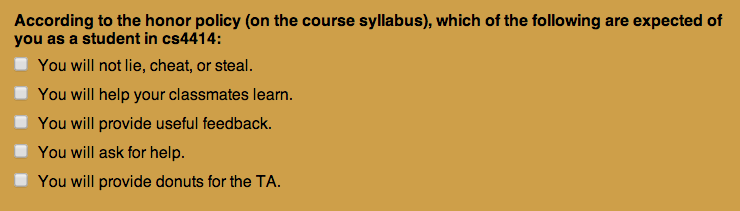 According to the honor policy (on the course syllabus), which of the following are expected of
you as a student in cs4414:
You will not lie, cheat, or steal.
You will help your classmates learn.
You will provide useful feedback.
You will ask for help.
You will provide donuts for the TA.